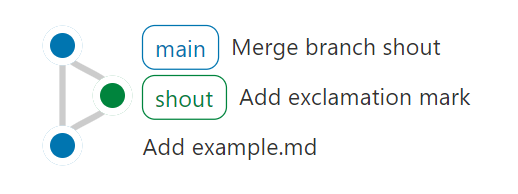 main Merge branch shout
shout Add exclamation mark
Add example.md